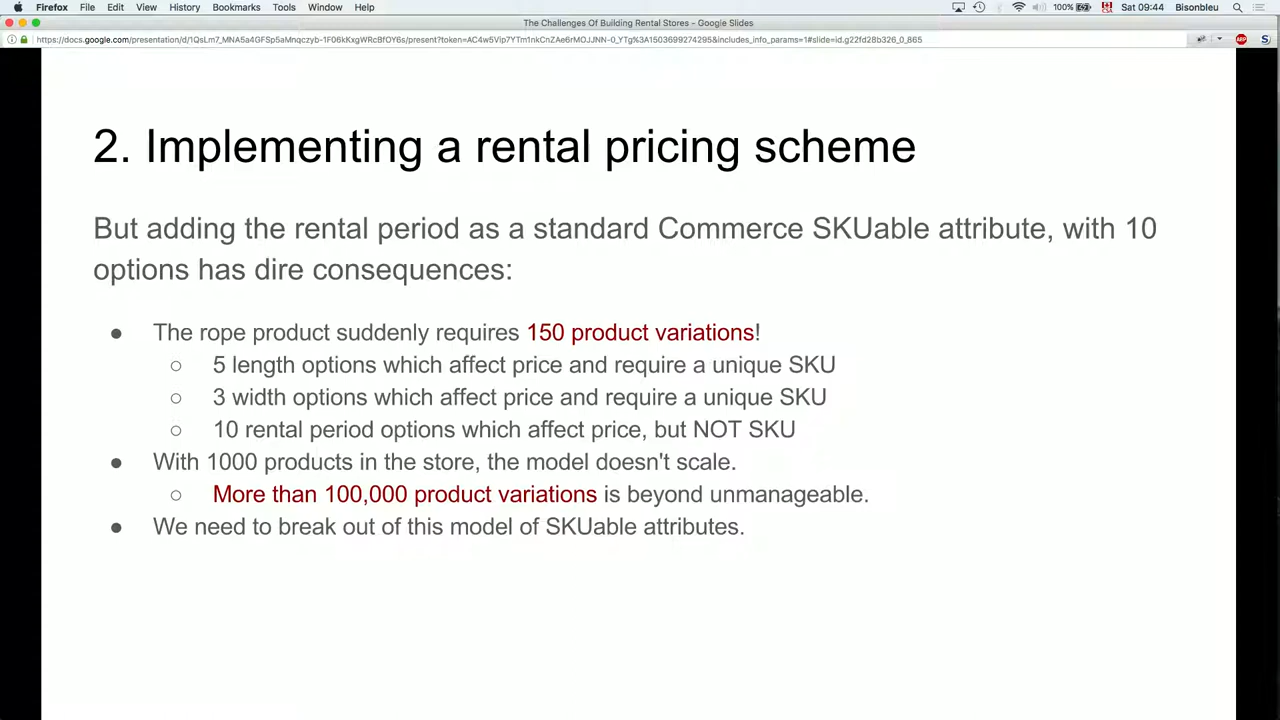 Firefox File Edit View History Bookmarks Tools Window Help 100% Sat 09:44 Bisonbleu
The Challenges Of Building Rental Stores - Google Slides
ABP S
2. Implementing a rental pricing scheme
But adding the rental period as a standard Commerce SKUable attribute, with 10
options has dire consequences:
● The rope product suddenly requires 150 product variations!
○ 5 length options which affect price and require a unique SKU
○ 3 width options which affect price and require a unique SKU
○ 10 rental period options which affect price, but NOT SKU
● With 1000 products in the store, the model doesn't scale.
○ More than 100,000 product variations is beyond unmanageable.
● We need to break out of this model of SKUable attributes.